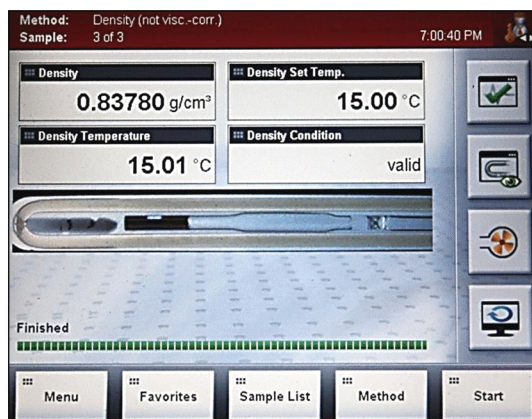 Method: Density (not visc.-corr.)
Sample: 3 of 3 7:00:40 PM
Density
0.83780 g/cm³
Density Set Temp.
15.00 °C
Density Temperature
15.01 °C
Density Condition
valid
Finished
Menu Favorites Sample List Method Start